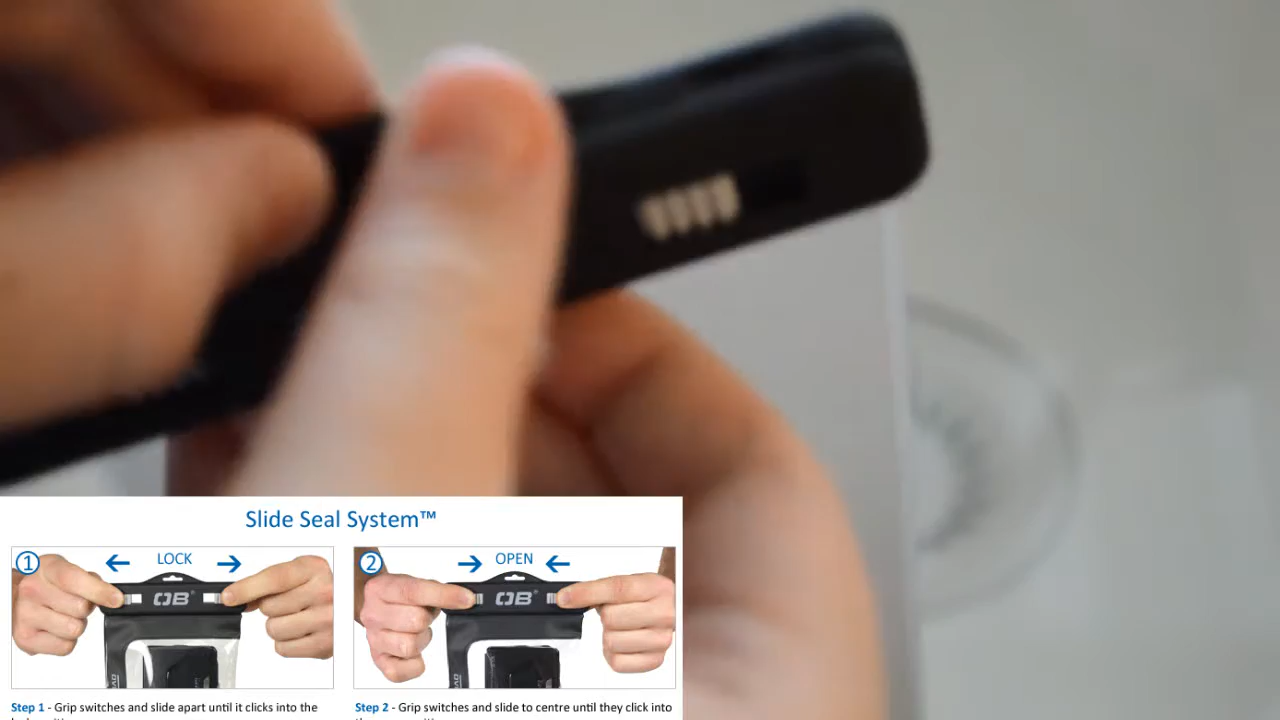 Slide Seal System™
1 LOCK
OB®
2 OPEN
OB®
Step 1 - Grip switches and slide apart until it clicks into the
Step 2 - Grip switches and slide to centre until they click into